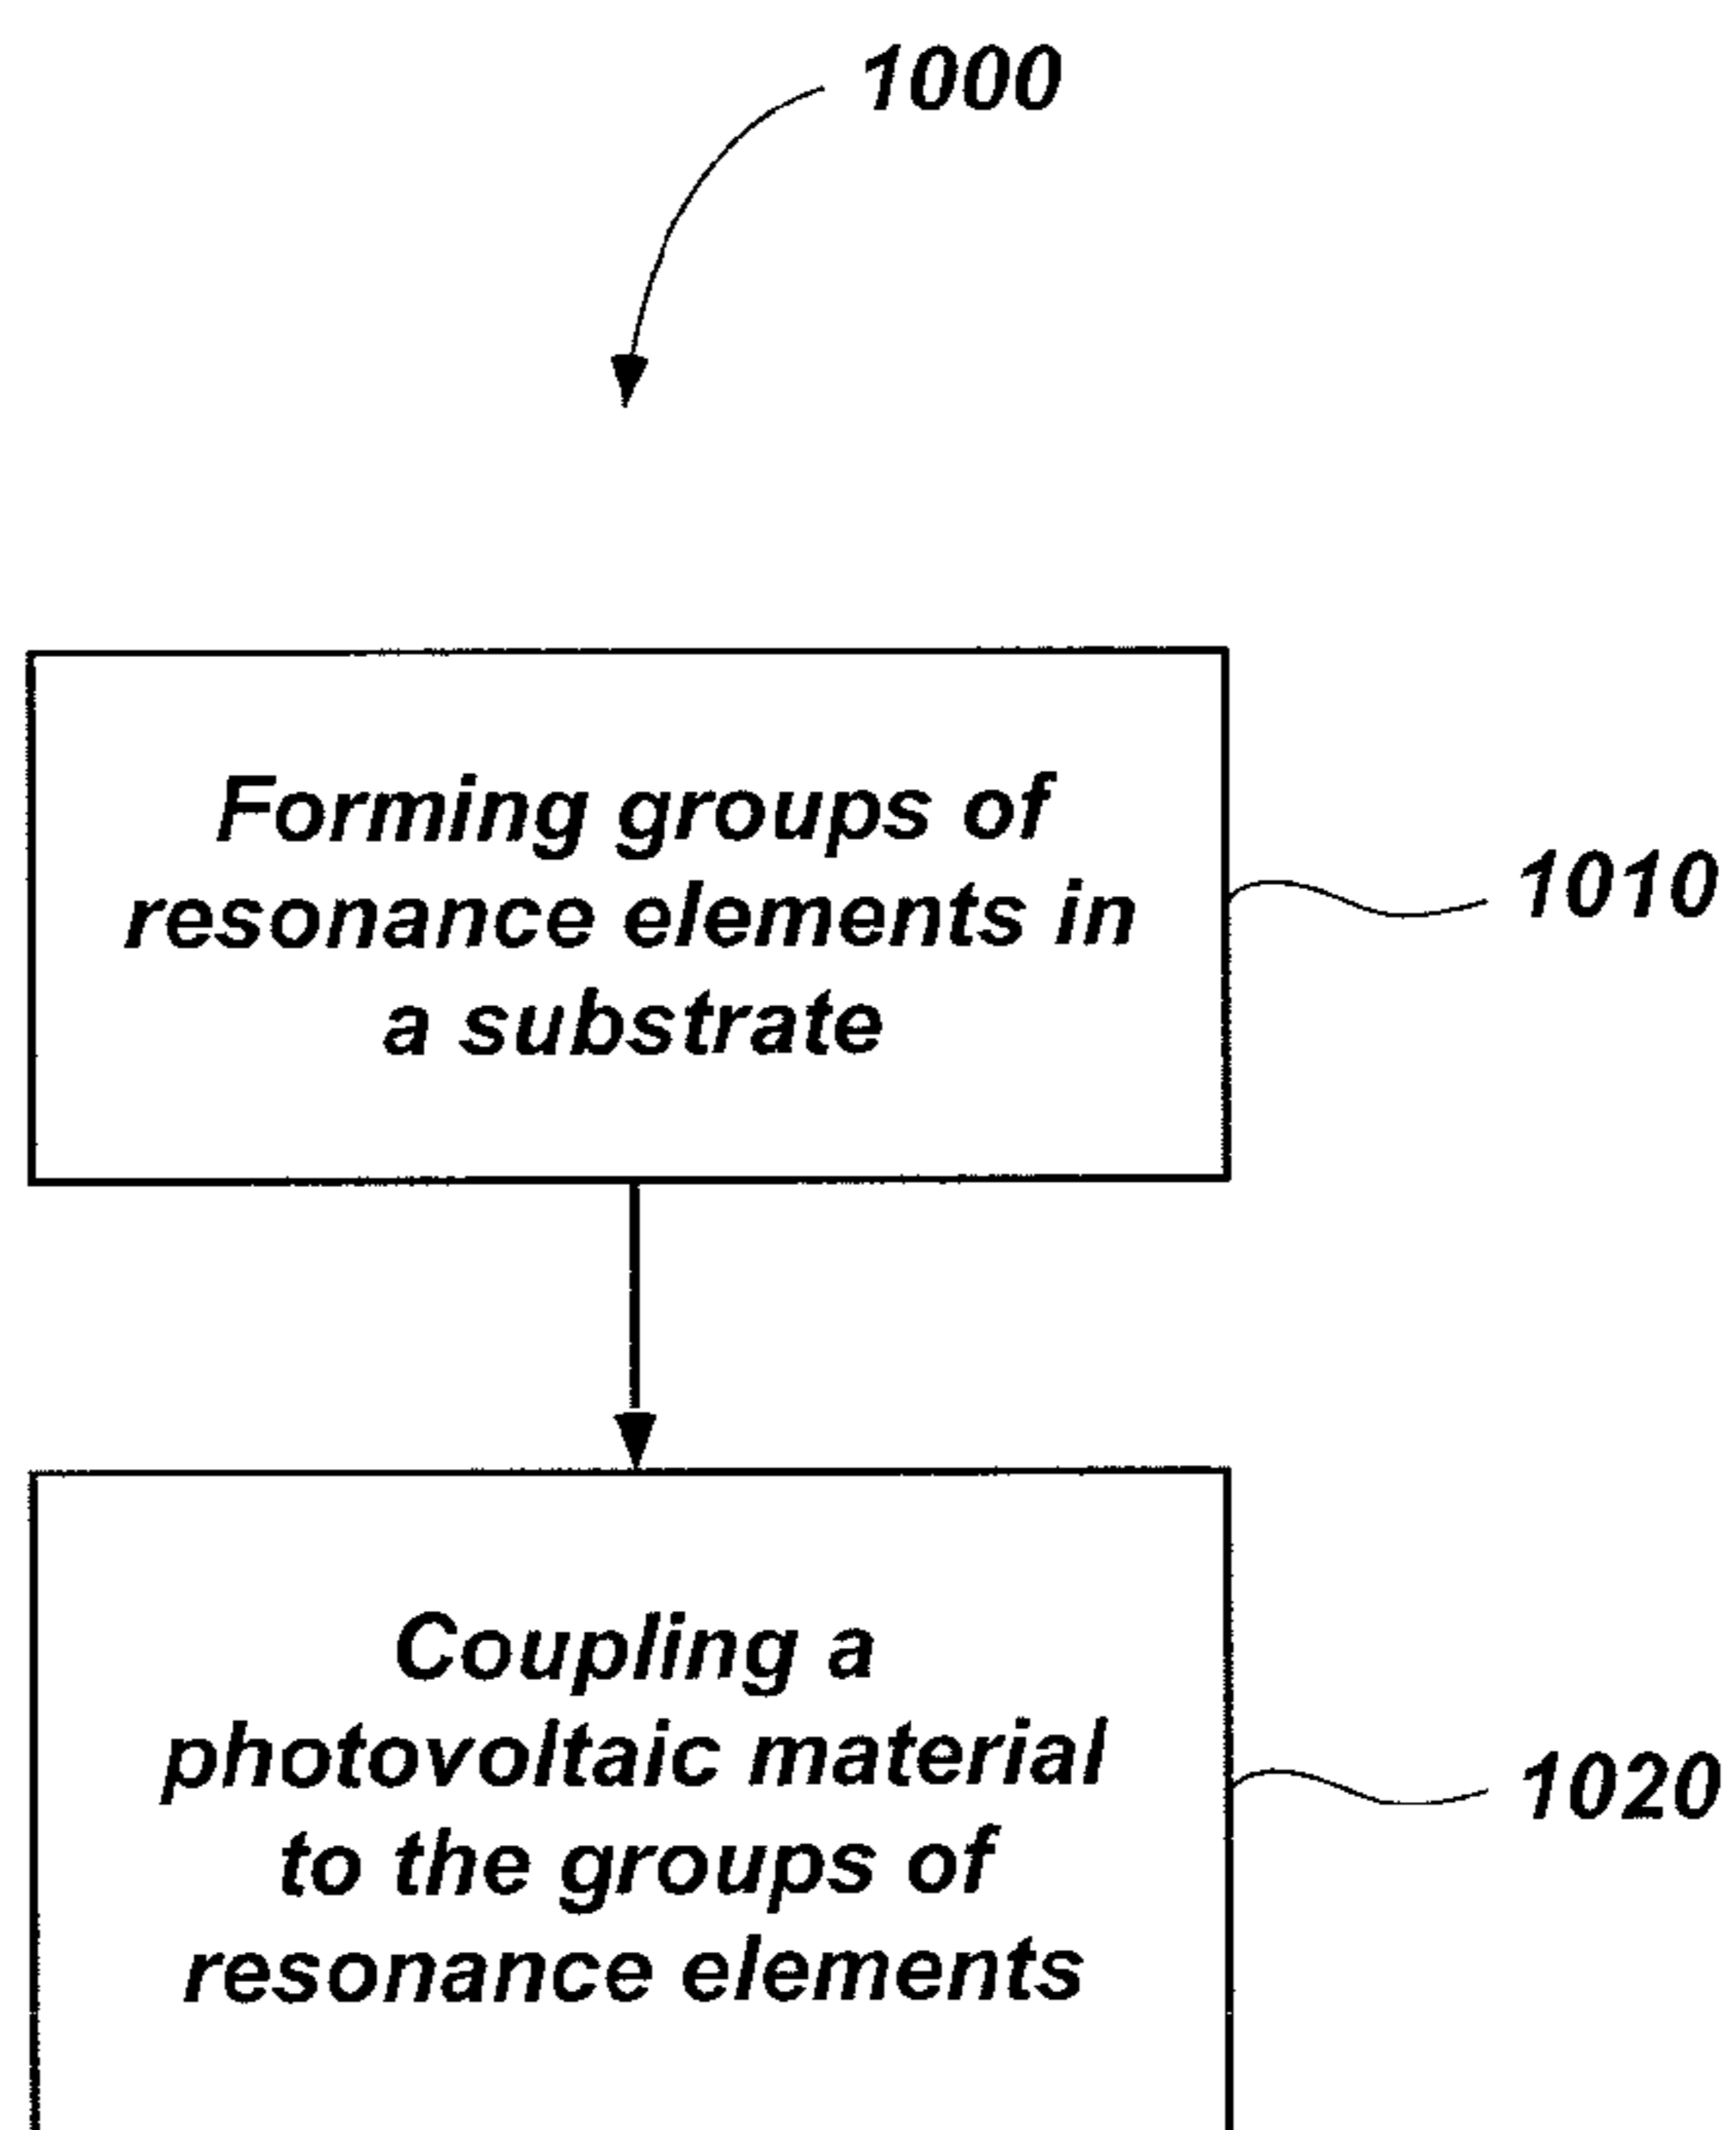 1000
Forming groups of
resonance elements in
a substrate
1010
Coupling a
photovoltaic material
to the groups of
resonance elements
1020